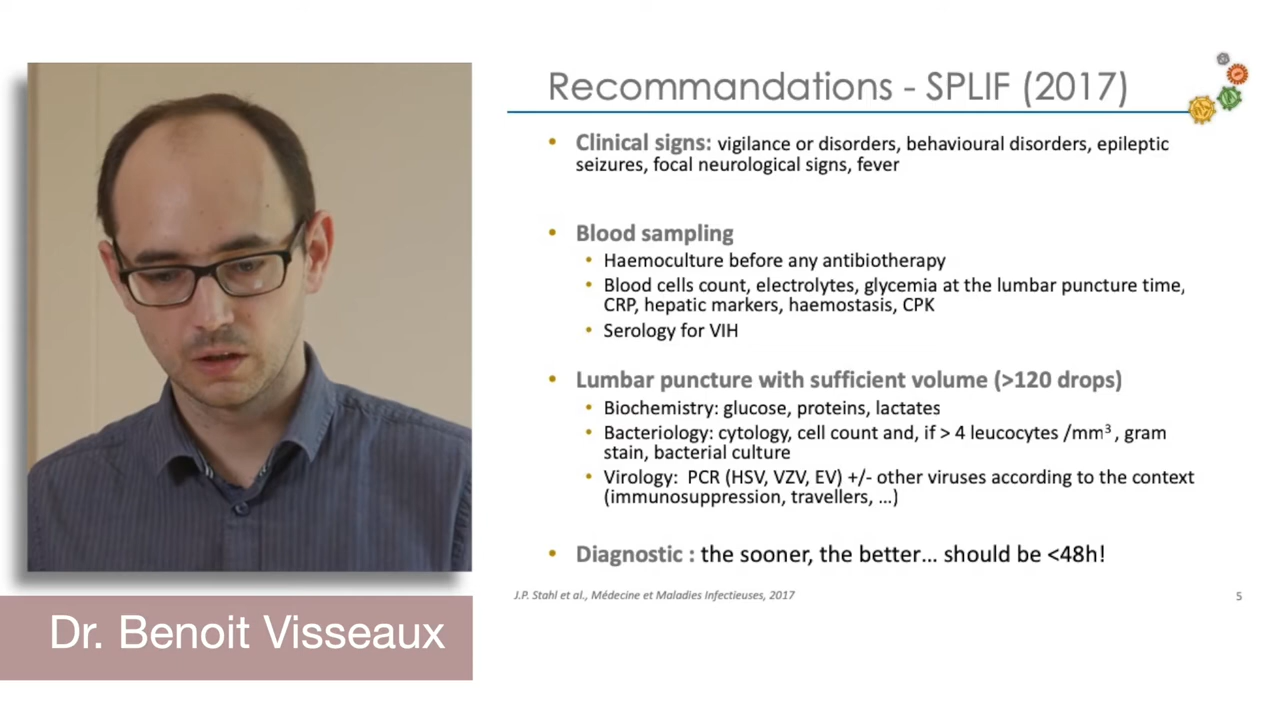 Recommandations - SPLIF (2017)
• Clinical signs: vigilance or disorders, behavioural disorders, epileptic
seizures, focal neurological signs, fever
• Blood sampling
• Haemoculture before any antibiotherapy
• Blood cells count, electrolytes, glycemia at the lumbar puncture time,
CRP, hepatic markers, haemostasis, CPK
• Serology for VIH
• Lumbar puncture with sufficient volume (>120 drops)
• Biochemistry: glucose, proteins, lactates
• Bacteriology: cytology, cell count and, if > 4 leucocytes /mm³ , gram
stain, bacterial culture
• Virology: PCR (HSV, VZV, EV) +/- other viruses according to the context
(immunosuppression, travellers, ...)
• Diagnostic : the sooner, the better... should be <48h!
J.P. Stahl et al., Médecine et Maladies Infectieuses, 2017
5
Dr. Benoit Visseaux